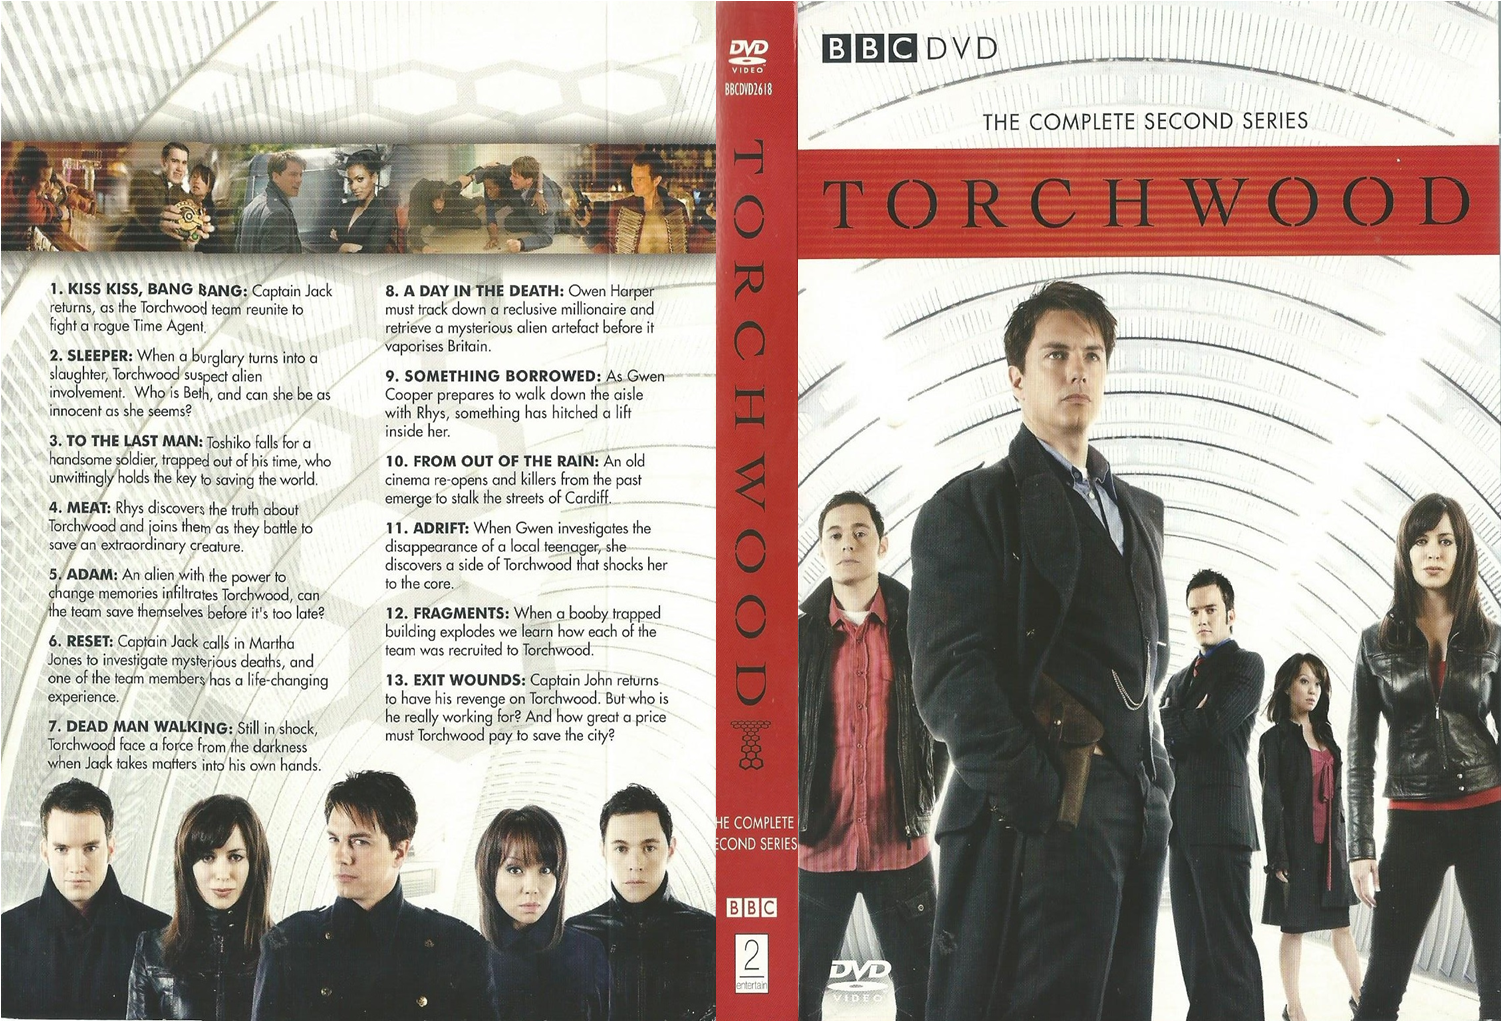 1. KISS KISS, BANG BANG: Captain Jack
returns, as the Torchwood team reunite to
fight a rogue Time Agent.
2. SLEEPER: When a burglary turns into a
slaughter, Torchwood suspect alien
involvement. Who is Beth, and can she be as
innocent as she seems?
3. TO THE LAST MAN: Toshiko falls for a
handsome soldier, trapped out of his time, who
unwittingly holds the key to saving the world.
4. MEAT: Rhys discovers the truth about
Torchwood and joins them as they battle to
save an extraordinary creature.
5. ADAM: An alien with the power to
change memories infiltrates Torchwood, can
the team save themselves before it's too late?
6. RESET: Captain Jack calls in Martha
Jones to investigate mysterious deaths, and
one of the team members has a life-changing
experience.
7. DEAD MAN WALKING: Still in shock,
Torchwood face a force from the darkness
when Jack takes matters into his own hands.
8. A DAY IN THE DEATH: Owen Harper
must track down a reclusive millionaire and
retrieve a mysterious alien artefact before it
vaporises Britain.
9. SOMETHING BORROWED: As Gwen
Cooper prepares to walk down the aisle
with Rhys, something has hitched a lift
inside her.
10. FROM OUT OF THE RAIN: An old
cinema re-opens and killers from the past
emerge to stalk the streets of Cardiff.
11. ADRIFT: When Gwen investigates the
disappearance of a local teenager, she
discovers a side of Torchwood that shocks her
to the core.
12. FRAGMENTS: When a booby trapped
building explodes we learn how each of the
team was recruited to Torchwood.
13. EXIT WOUNDS: Captain John returns
to have his revenge on Torchwood. But who is
he really working for? And how great a price
must Torchwood pay to save the city?
DVD
VIDEO
BBCDVD2618
TORCHWOOD
HE COMPLETE
ECOND SERIES
BBC
2
entertain
BBC DVD
THE COMPLETE SECOND SERIES
TORCHWOOD
DVD
VIDEO